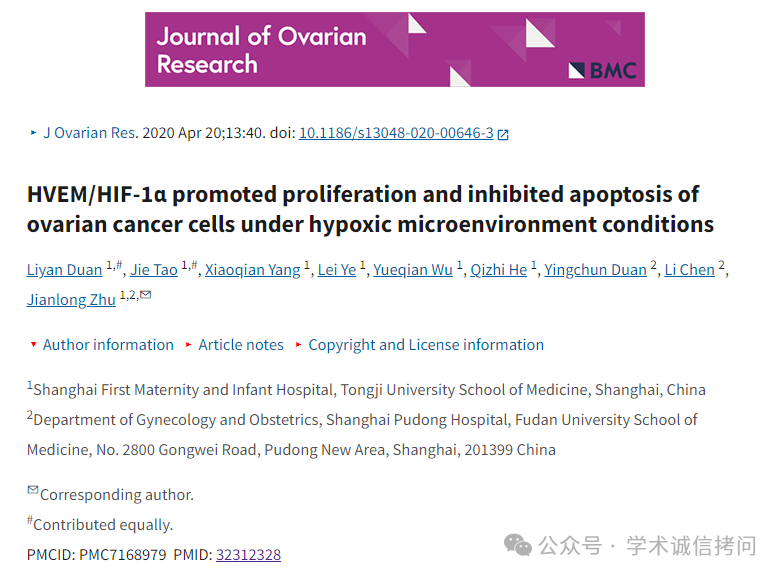 Journal of Ovarian
Research
BMC
J Ovarian Res. 2020 Apr 20;13:40. doi: 10.1186/s13048-020-00646-3
HVEM/HIF-1α promoted proliferation and inhibited apoptosis of
ovarian cancer cells under hypoxic microenvironment conditions
Liyan Duan 1,#, Jie Tao 1,#, Xiaoqian Yang 1, Lei Ye 1, Yueqian Wu 1, Qizhi He 1, Yingchun Duan 2, Li Chen 2,
Jianlong Zhu 1,2,✉
Author information Article notes Copyright and License information
1Shanghai First Maternity and Infant Hospital, Tongji University School of Medicine, Shanghai, China
2Department of Gynecology and Obstetrics, Shanghai Pudong Hospital, Fudan University School of
Medicine, No. 2800 Gongwei Road, Pudong New Area, Shanghai, 201399 China
✉Corresponding author.
#Contributed equally.
PMCID: PMC7168979 PMID: 32312328
公众号 · 学术诚信拷问